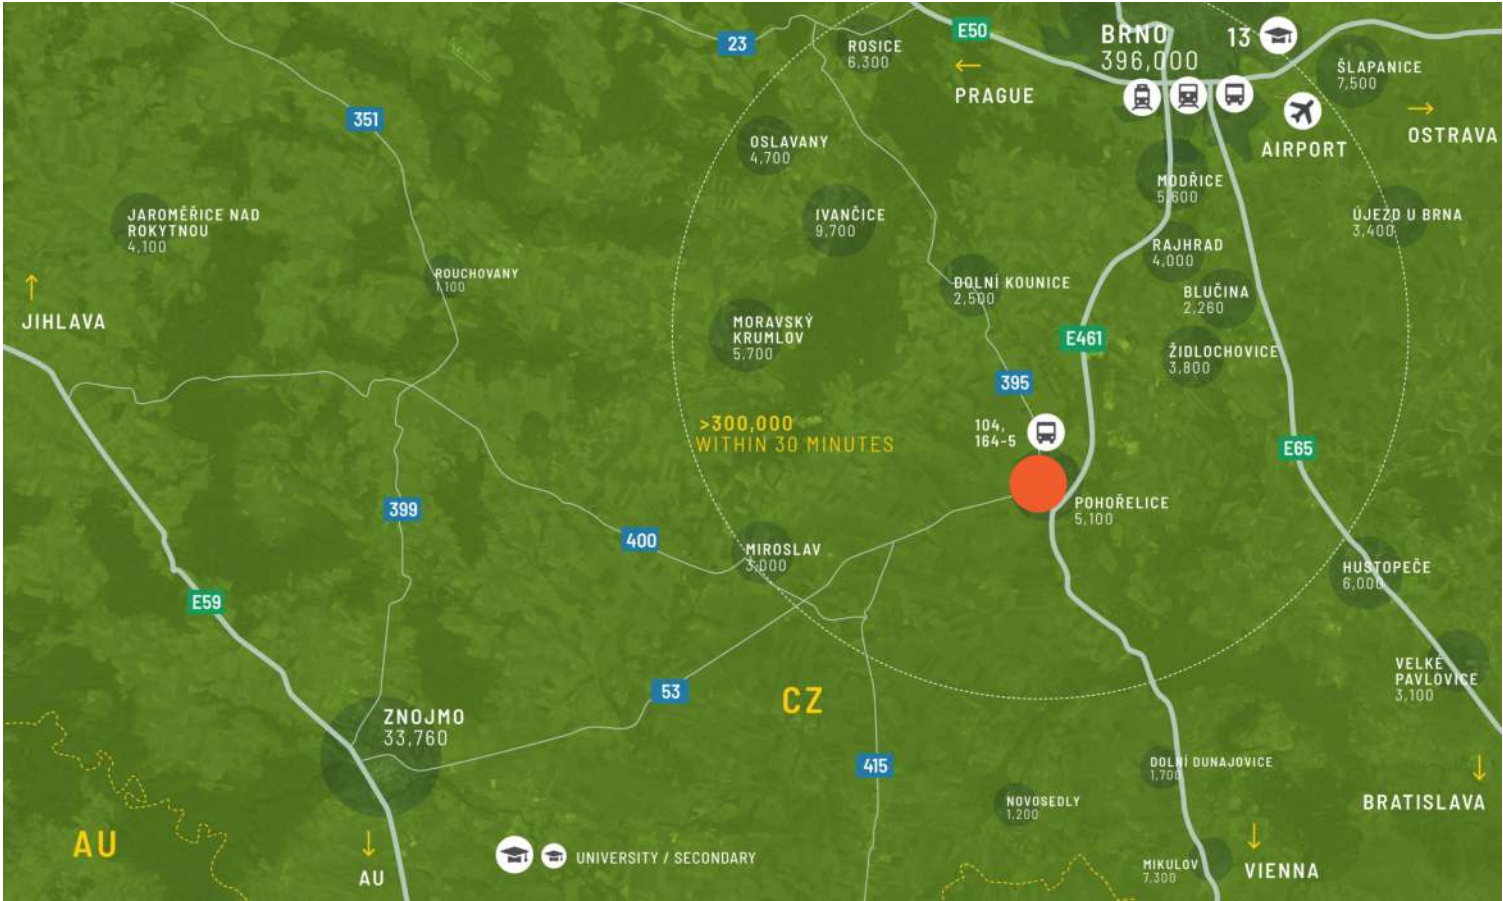 23
E50
ROSICE
6,300
BRNO
396,000
13
PRAGUE
ŠLAPANICE
7,500
OSTRAVA
AIRPORT
351
OSLAVANY
4,700
MODŘICE
5,600
JAROMĚŘICE NAD
ROKYTNOU
4,100
IVANČICE
9,700
ÚJEZD U BRNA
3,400
RAJHRAD
4,000
ROUCHOVANY
1,100
DOLNÍ KOUNICE
2,500
BLUČINA
2,260
JIHLAVA
MORAVSKÝ
KRUMLOV
5,700
E461
ŽIDLOCHOVICE
3,800
395
>300,000
WITHIN 30 MINUTES
104,
164-5
E65
399
POHOŘELICE
5,100
400
MIROSLAV
3,000
HUSTOPEČE
6,000
E59
53
CZ
VELKÉ
PAVLOVICE
3,100
ZNOJMO
33,760
415
DOLNÍ DUNAJOVICE
1,700
NOVOSEDLY
1,200
BRATISLAVA
AU
AU
UNIVERSITY / SECONDARY
MIKULOV
7,300
VIENNA